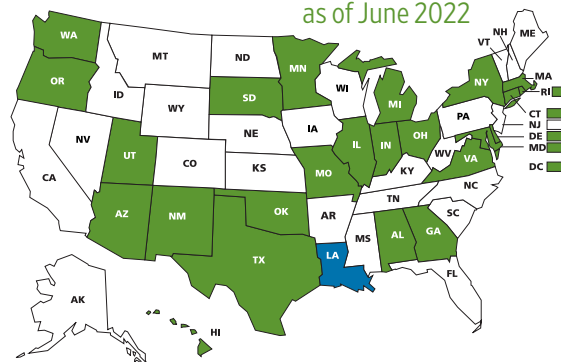 as of June 2022
WA
MT
ND
MN
VT
NH
ME
OR
ID
SD
WI
MI
NY
MA
RI
WY
CT
NJ
DE
MD
DC
NV
UT
CO
NE
IA
IL
IN
OH
PA
WV
VA
CA
KS
MO
KY
NC
AZ
NM
OK
AR
TN
SC
TX
LA
MS
AL
GA
FL
AK
HI